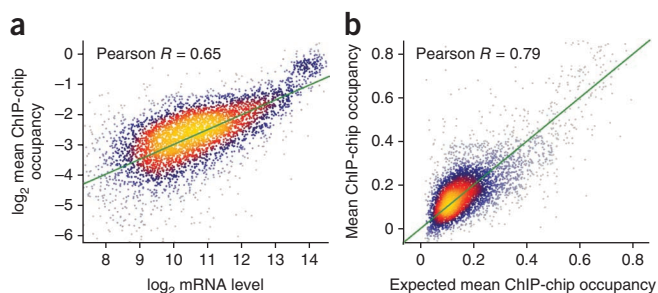 a
Pearson R = 0.65
log2 mean ChIP-chip
occupancy
0
–1
–2
–3
–4
–5
–6
8 9 10 11 12 13 14
log2 mRNA level
b
Pearson R = 0.79
Mean ChIP-chip occupancy
0.8
0.6
0.4
0.2
0
0 0.2 0.4 0.6 0.8
Expected mean ChIP-chip occupancy